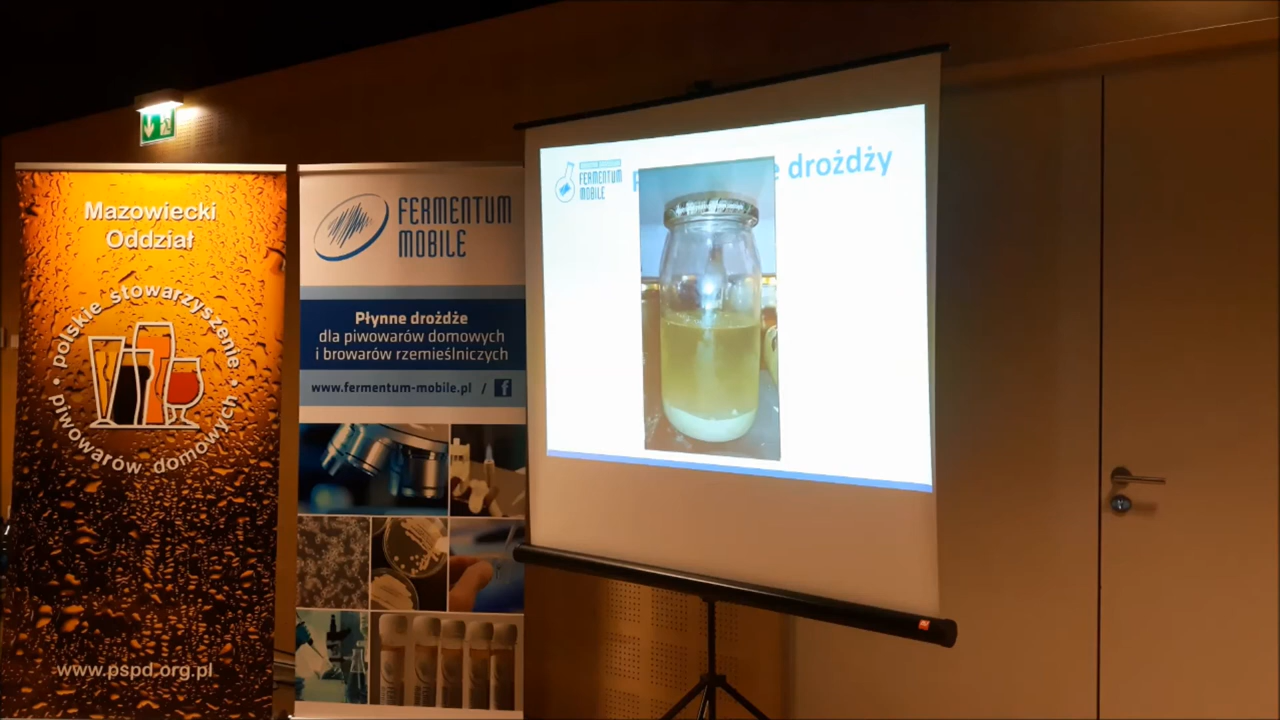 Mazowiecki
Oddział
polskie stowarzyszenie
piwowarów domowych
www.pspd.org.pl
FERMENTUM
MOBILE
Płynne drożdże
dla piwowarów domowych
i browarów rzemieślniczych
www.fermentum-mobile.pl / f
FERMENTUM
MOBILE
drożdży